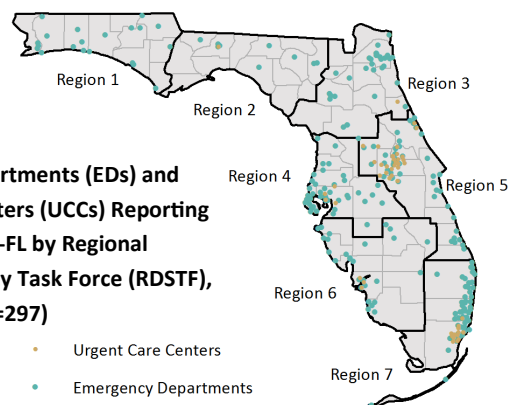 Region 1
Region 2
Region 3
rtments (EDs) and
Region 4
Region 5
ters (UCCs) Reporting
-FL by Regional
y Task Force (RDSTF),
Region 6
=297)
Urgent Care Centers
Region 7
Emergency Departments